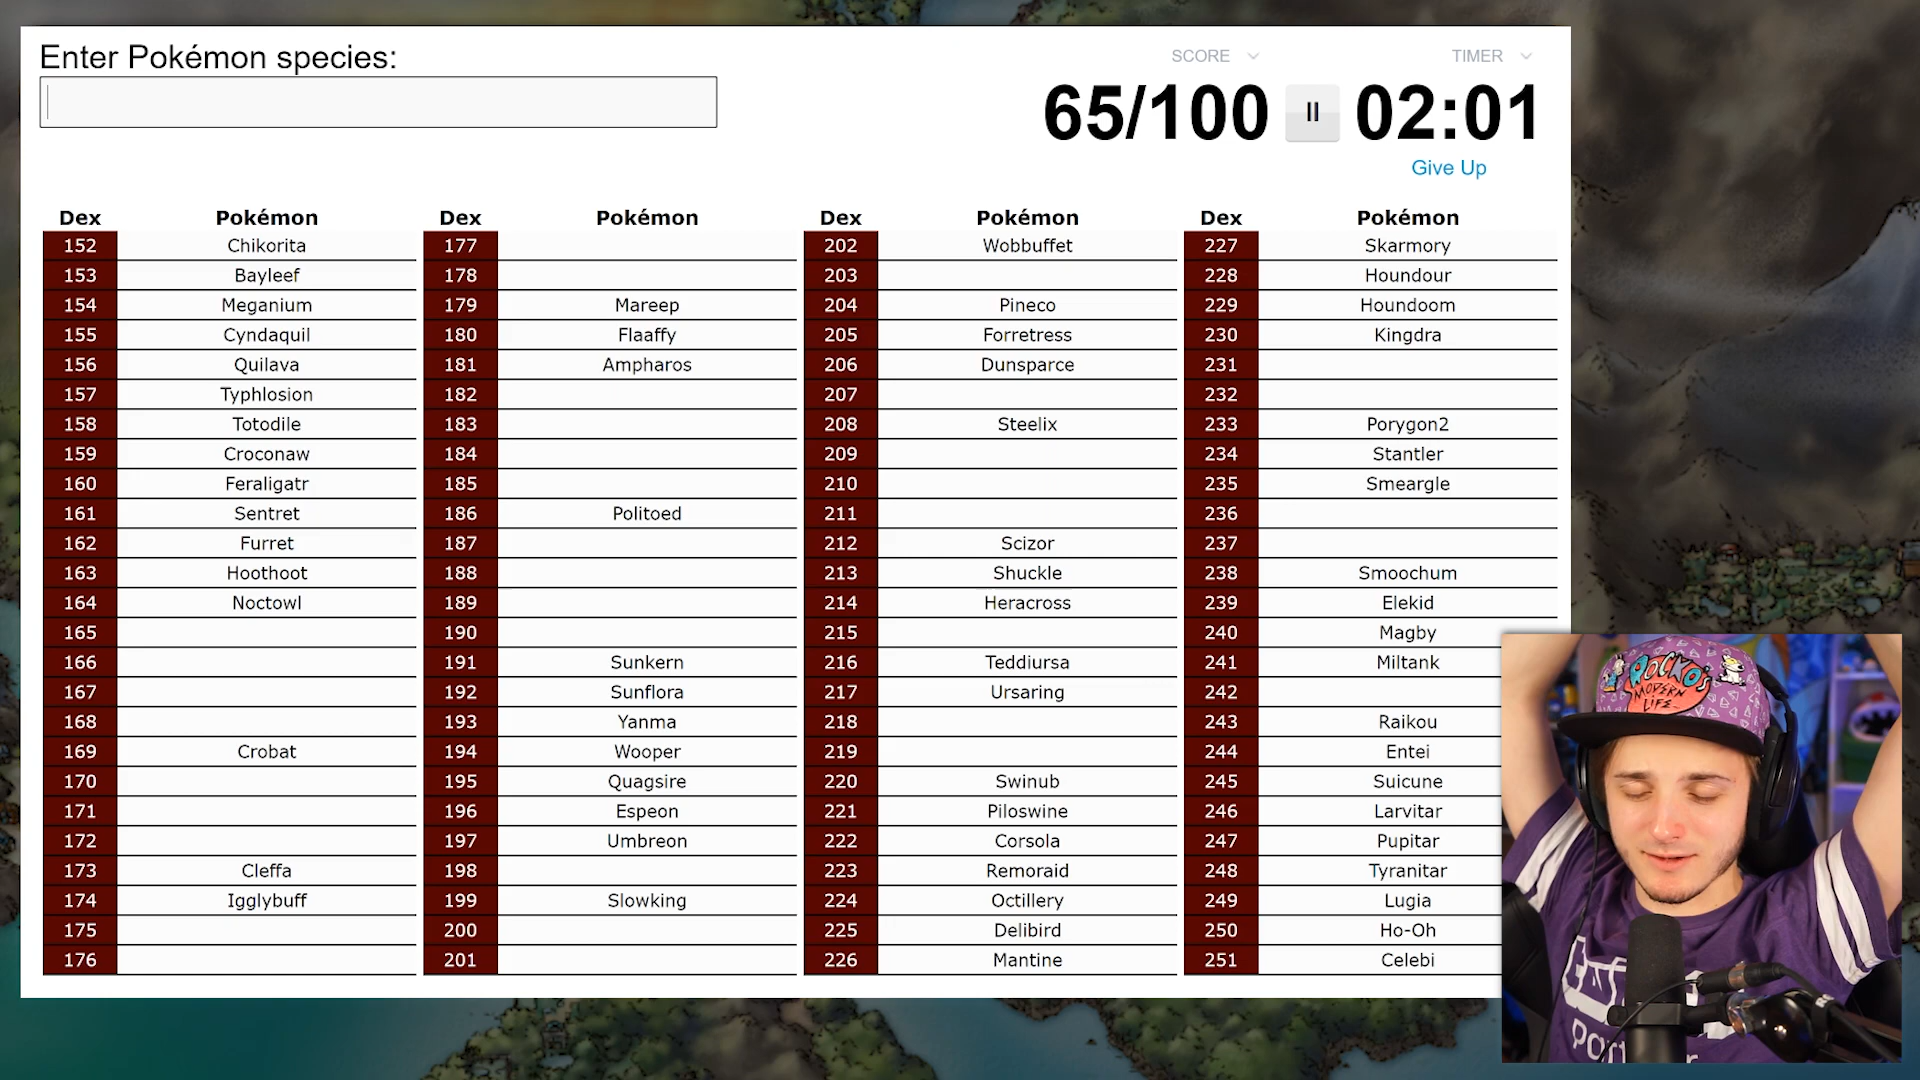 Enter Pokémon species:
SCORE
TIMER
65/100
02:01
Give Up
Dex Pokémon Dex Pokémon Dex Pokémon Dex Pokémon
152 Chikorita 177 202 Wobbuffet 227 Skarmory
153 Bayleef 178 203 228 Houndour
154 Meganium 179 Mareep 204 Pineco 229 Houndoom
155 Cyndaquil 180 Flaaffy 205 Forretress 230 Kingdra
156 Quilava 181 Ampharos 206 Dunsparce 231
157 Typhlosion 182 207 232
158 Totodile 183 208 Steelix 233 Porygon2
159 Croconaw 184 209 234 Stantler
160 Feraligatr 185 210 235 Smeargle
161 Sentret 186 Politoed 211 236
162 Furret 187 212 Scizor 237
163 Hoothoot 188 213 Shuckle 238 Smoochum
164 Noctowl 189 214 Heracross 239 Elekid
165 190 215 240 Magby
166 191 Sunkern 216 Teddiursa 241 Miltank
167 192 Sunflora 217 Ursaring 242
168 193 Yanma 218 243 Raikou
169 Crobat 194 Wooper 219 244 Entei
170 195 Quagsire 220 Swinub 245 Suicune
171 196 Espeon 221 Piloswine 246 Larvitar
172 197 Umbreon 222 Corsola 247 Pupitar
173 Cleffa 198 223 Remoraid 248 Tyranitar
174 Igglybuff 199 Slowking 224 Octillery 249 Lugia
175 200 225 Delibird 250 Ho-Oh
176 201 226 Mantine 251 Celebi
ROCKO'S
MODERN
LIFE